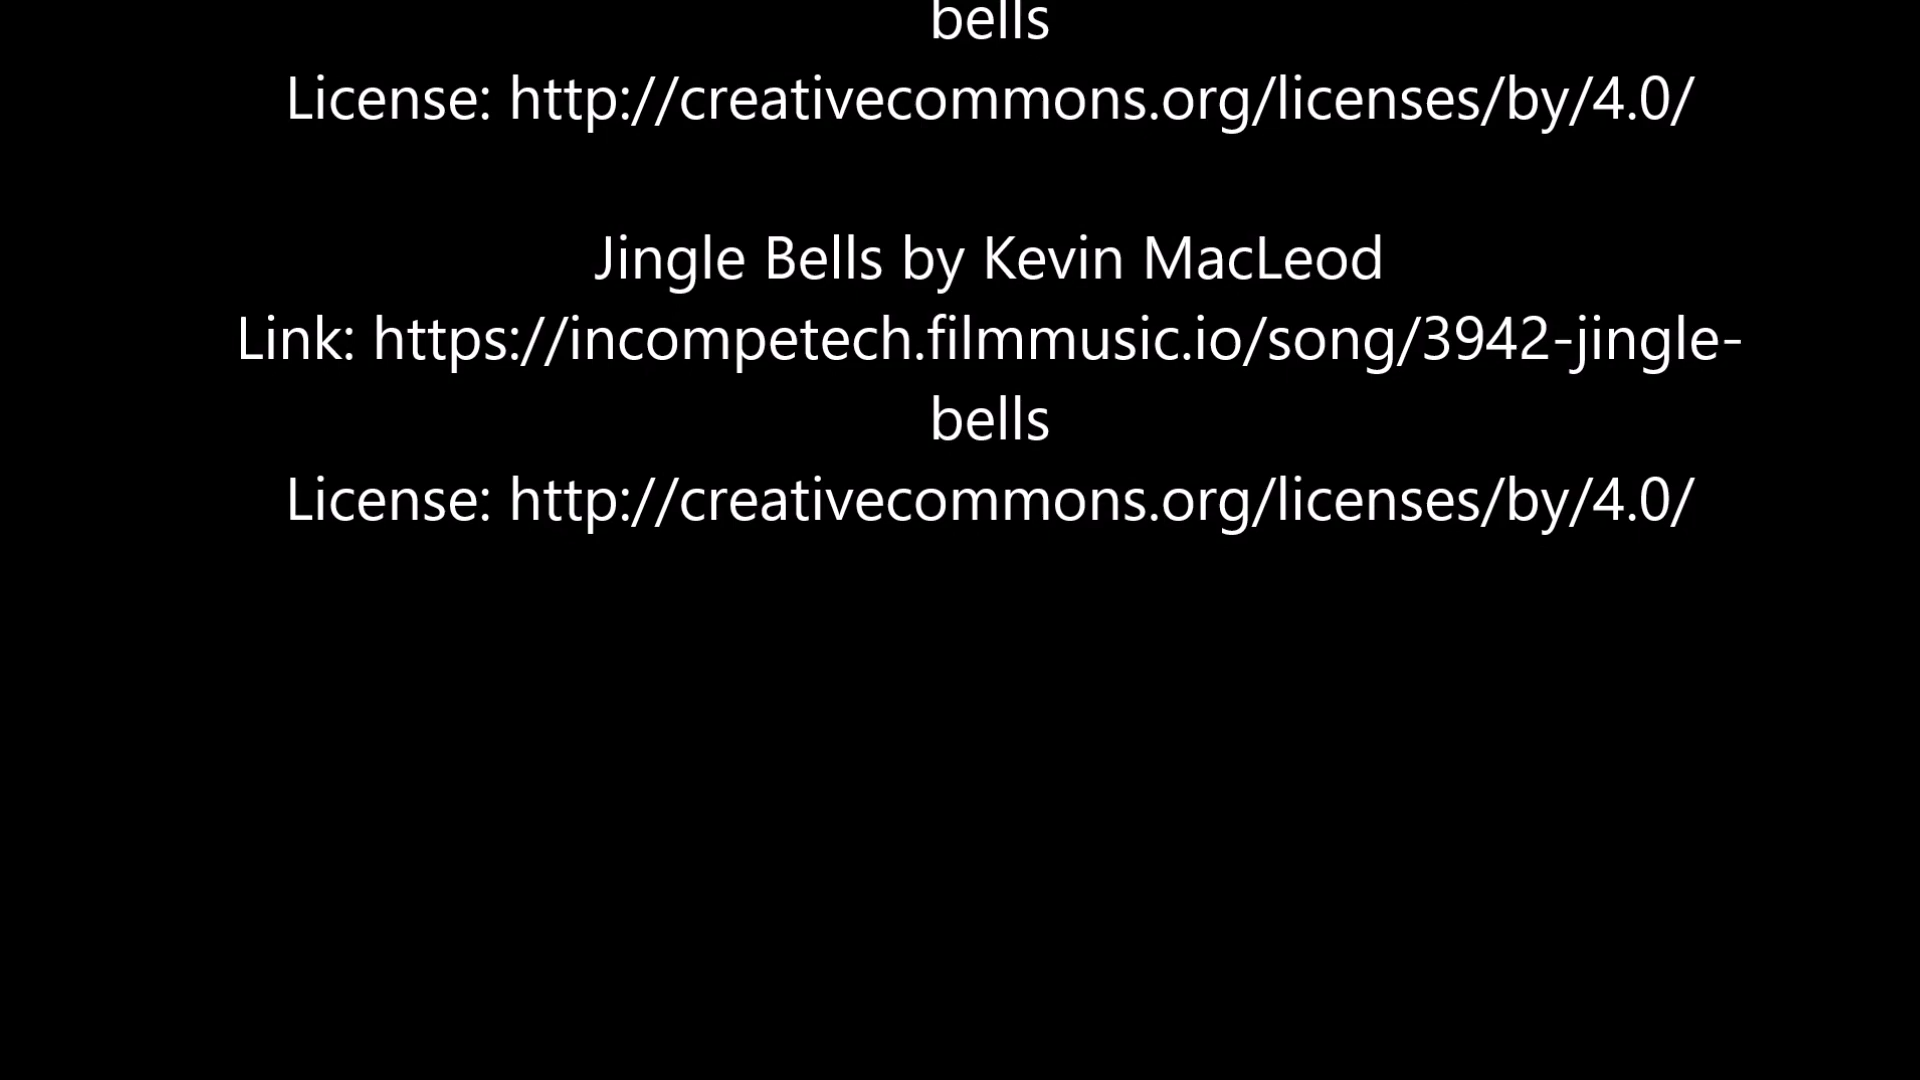 bells
License: http://creativecommons.org/licenses/by/4.0/
Jingle Bells by Kevin MacLeod
Link: https://incompetech.filmmusic.io/song/3942-jingle-
bells
License: http://creativecommons.org/licenses/by/4.0/